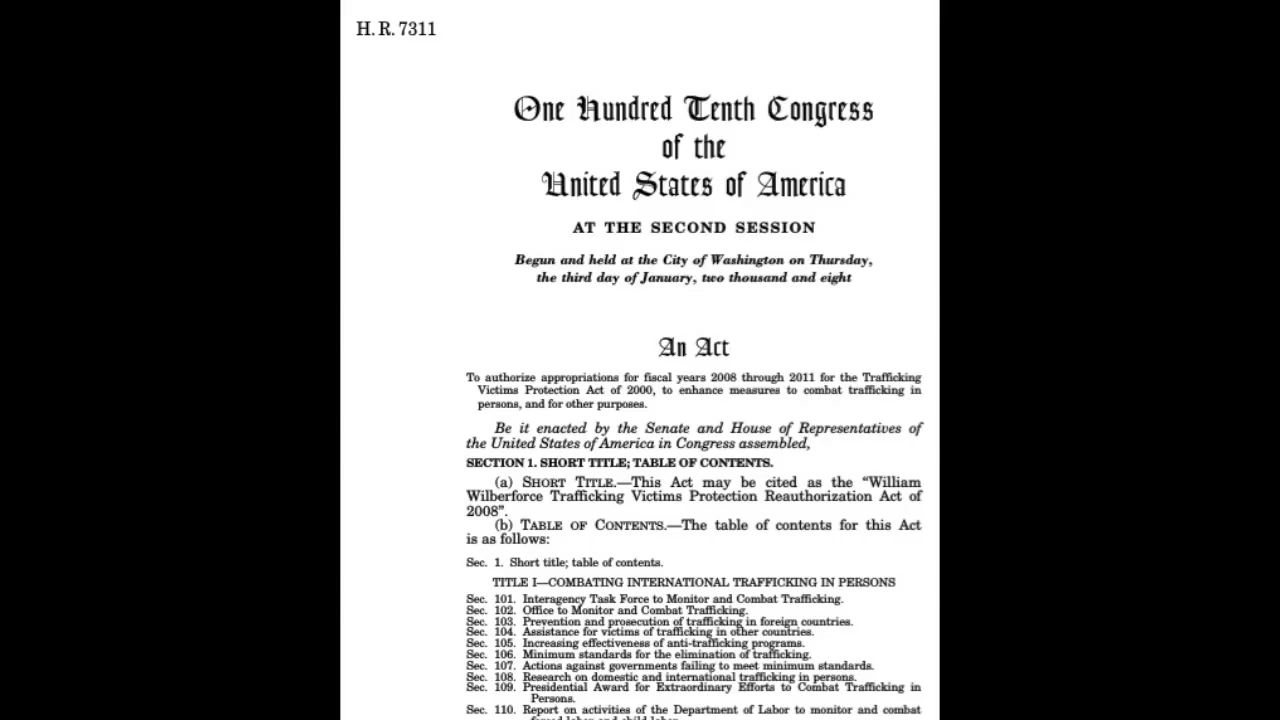 H. R. 7311
One Hundred Tenth Congress
of the
United States of America
AT THE SECOND SESSION
Begun and held at the City of Washington on Thursday,
the third day of January, two thousand and eight
An Act
To authorize appropriations for fiscal years 2008 through 2011 for the Trafficking
Victims Protection Act of 2000, to enhance measures to combat trafficking in
persons, and for other purposes.
Be it enacted by the Senate and House of Representatives of
the United States of America in Congress assembled,
SECTION 1. SHORT TITLE; TABLE OF CONTENTS.
(a) SHORT TITLE.—This Act may be cited as the “William
Wilberforce Trafficking Victims Protection Reauthorization Act of
2008”.
(b) TABLE OF CONTENTS.—The table of contents for this Act
is as follows:
Sec. 1. Short title; table of contents.
TITLE I—COMBATING INTERNATIONAL TRAFFICKING IN PERSONS
Sec. 101. Interagency Task Force to Monitor and Combat Trafficking.
Sec. 102. Office to Monitor and Combat Trafficking.
Sec. 103. Prevention and prosecution of trafficking in foreign countries.
Sec. 104. Assistance for victims of trafficking in other countries.
Sec. 105. Increasing effectiveness of anti-trafficking programs.
Sec. 106. Minimum standards for the elimination of trafficking.
Sec. 107. Actions against governments failing to meet minimum standards.
Sec. 108. Research on domestic and international trafficking in persons.
Sec. 109. Presidential Award for Extraordinary Efforts to Combat Trafficking in
Persons.
Sec. 110. Report on activities of the Department of Labor to monitor and combat
forced labor and child labor.